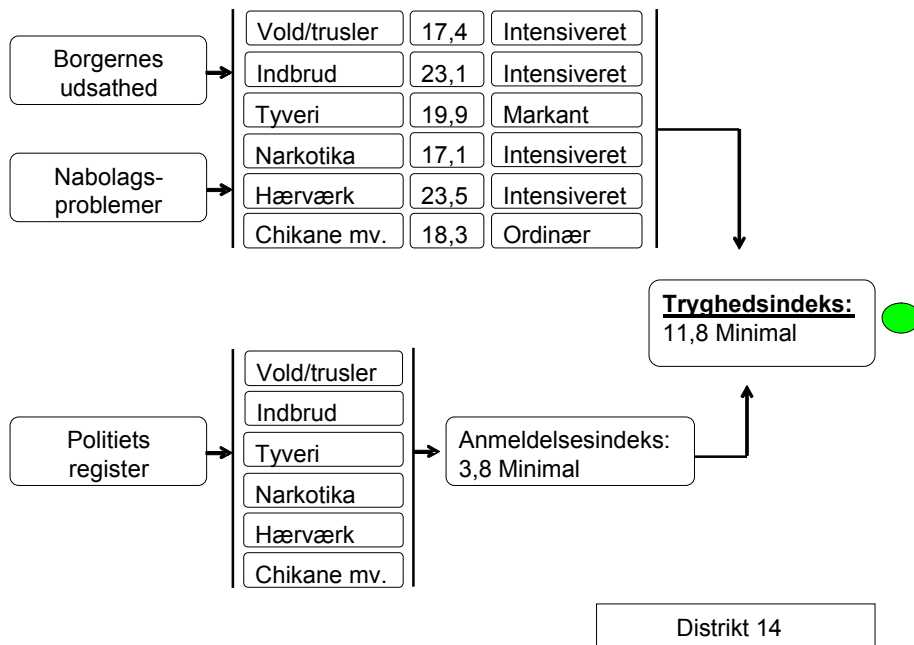 Borgernes
udsathed
Nabolags-
problemer
Vold/trusler 17,4 Intensiveret
Indbrud 23,1 Intensiveret
Tyveri 19,9 Markant
Narkotika 17,1 Intensiveret
Hærværk 23,5 Intensiveret
Chikane mv. 18,3 Ordinær
Tryghedsindeks:
11,8 Minimal
Politiets
register
Vold/trusler
Indbrud
Tyveri
Narkotika
Hærværk
Chikane mv.
Anmeldelsesindeks:
3,8 Minimal
Distrikt 14